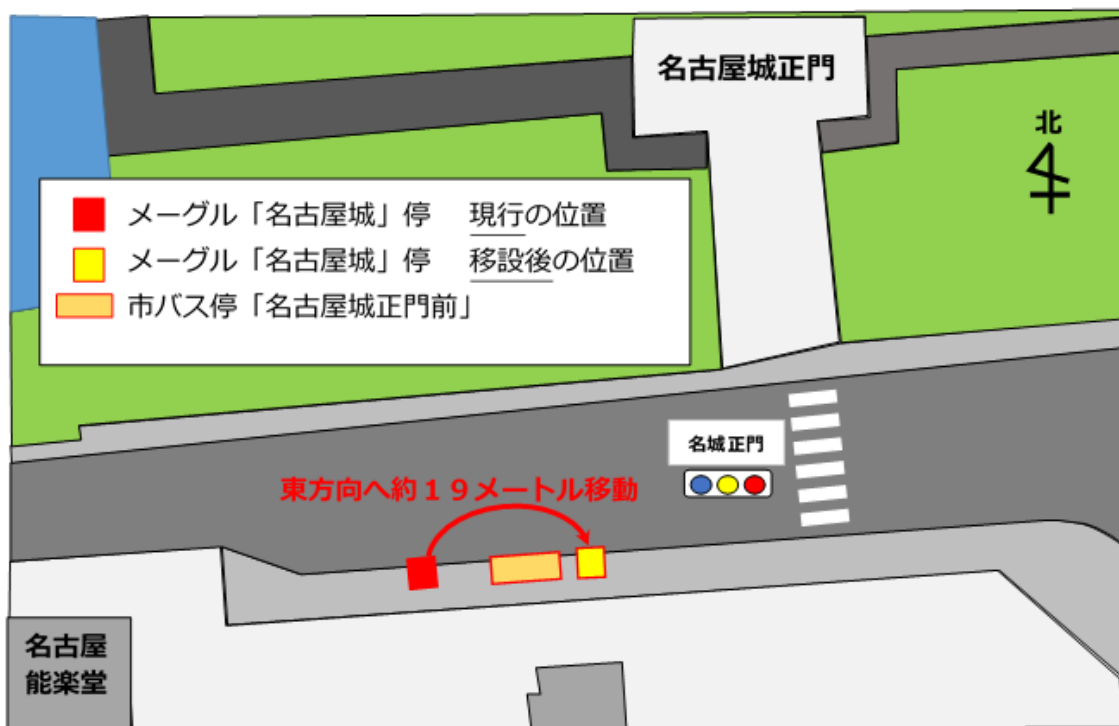 名古屋城正門
北
メーグル「名古屋城」停 現行の位置
メーグル「名古屋城」停 移設後の位置
市バス停「名古屋城正門前」
名城正門
東方向へ約１９メートル移動
名古屋
能楽堂